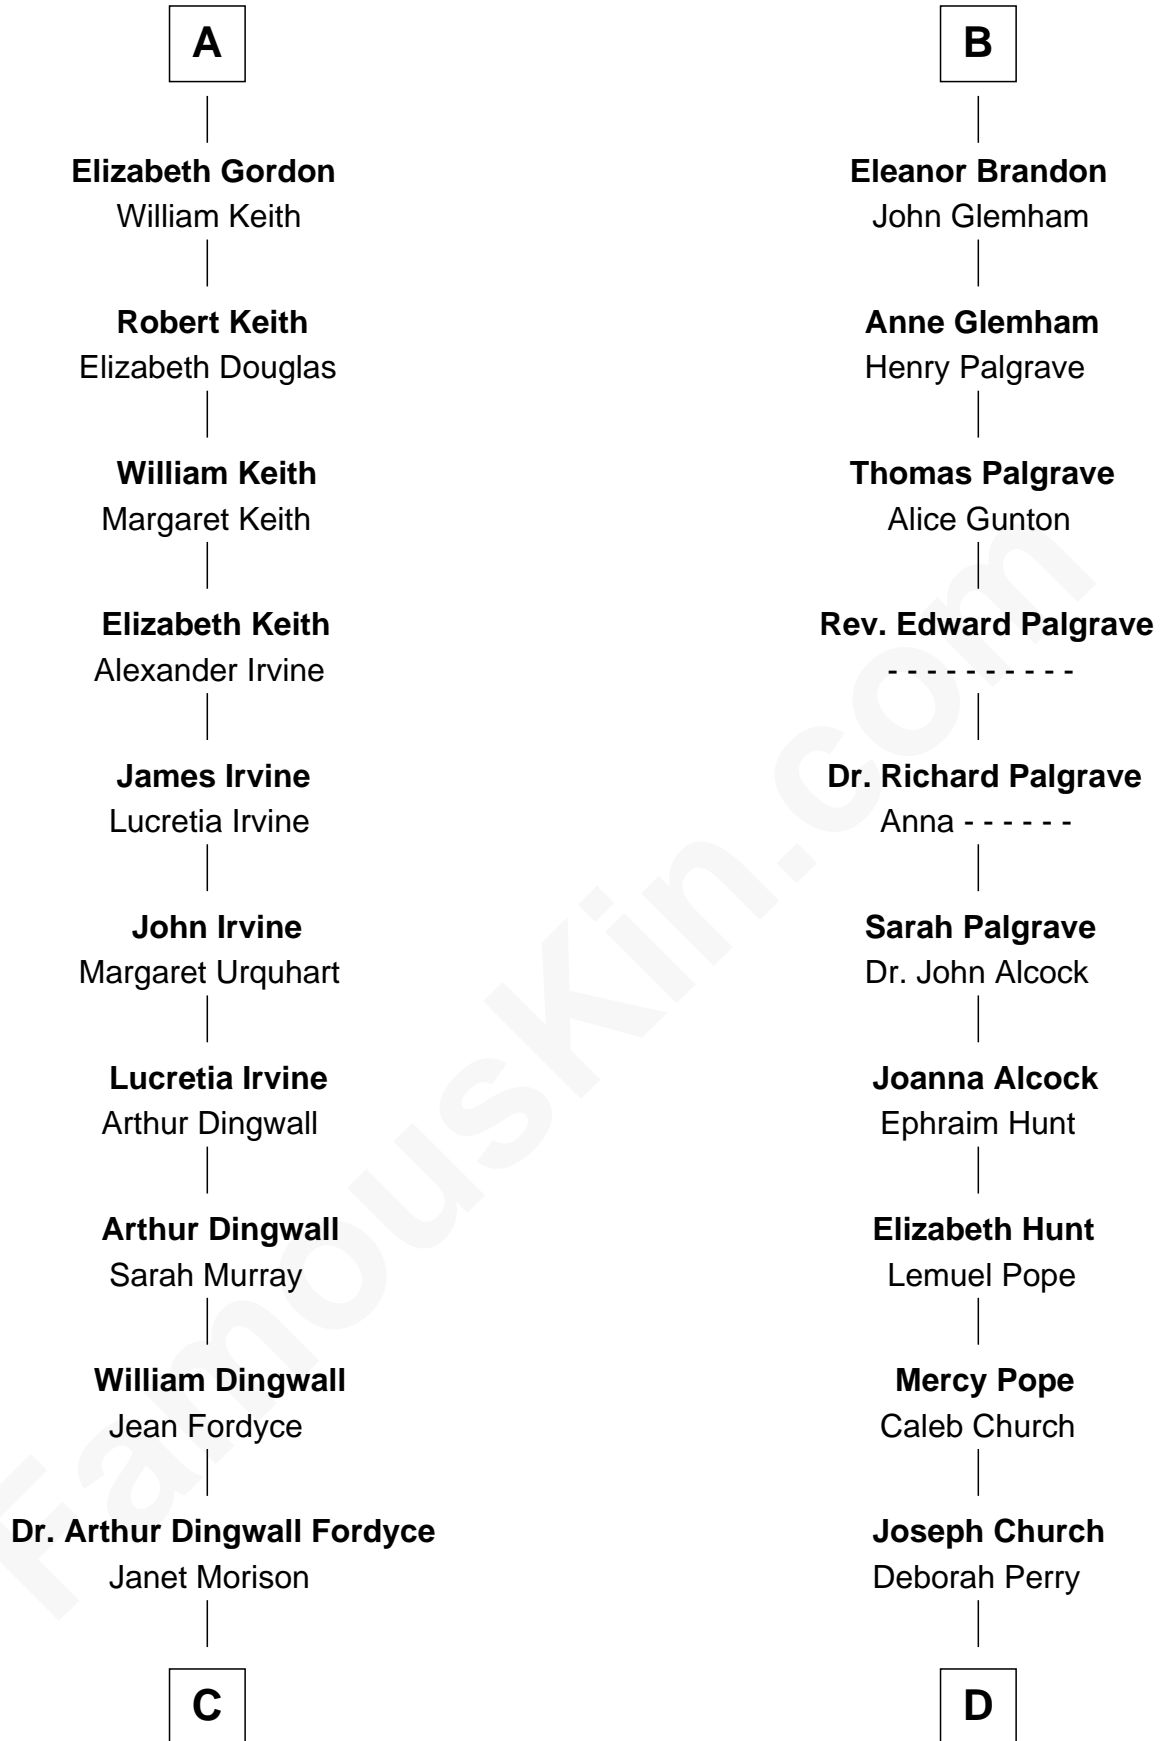 A
Elizabeth Gordon
William Keith
Robert Keith
Elizabeth Douglas
William Keith
Margaret Keith
Elizabeth Keith
Alexander Irvine
James Irvine
Lucretia Irvine
John Irvine
Margaret Urquhart
Lucretia Irvine
Arthur Dingwall
Arthur Dingwall
Sarah Murray
William Dingwall
Jean Fordyce
Dr. Arthur Dingwall Fordyce
Janet Morison
C
B
Eleanor Brandon
John Glemham
Anne Glemham
Henry Palgrave
Thomas Palgrave
Alice Gunton
Rev. Edward Palgrave
- - - - - - - - - -
Dr. Richard Palgrave
Anna - - - - - -
Sarah Palgrave
Dr. John Alcock
Joanna Alcock
Ephraim Hunt
Elizabeth Hunt
Lemuel Pope
Mercy Pope
Caleb Church
Joseph Church
Deborah Perry
D
FamousKin.com